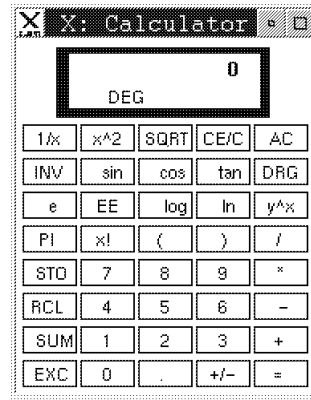 X: Calculator
0
DEG
1/x x^2 SQRT CE/C AC
INV sin cos tan DRG
e EE log ln y^x
PI x! ( ) /
STO 7 8 9 *
RCL 4 5 6 -
SUM 1 2 3 +
EXC 0 . +/- =